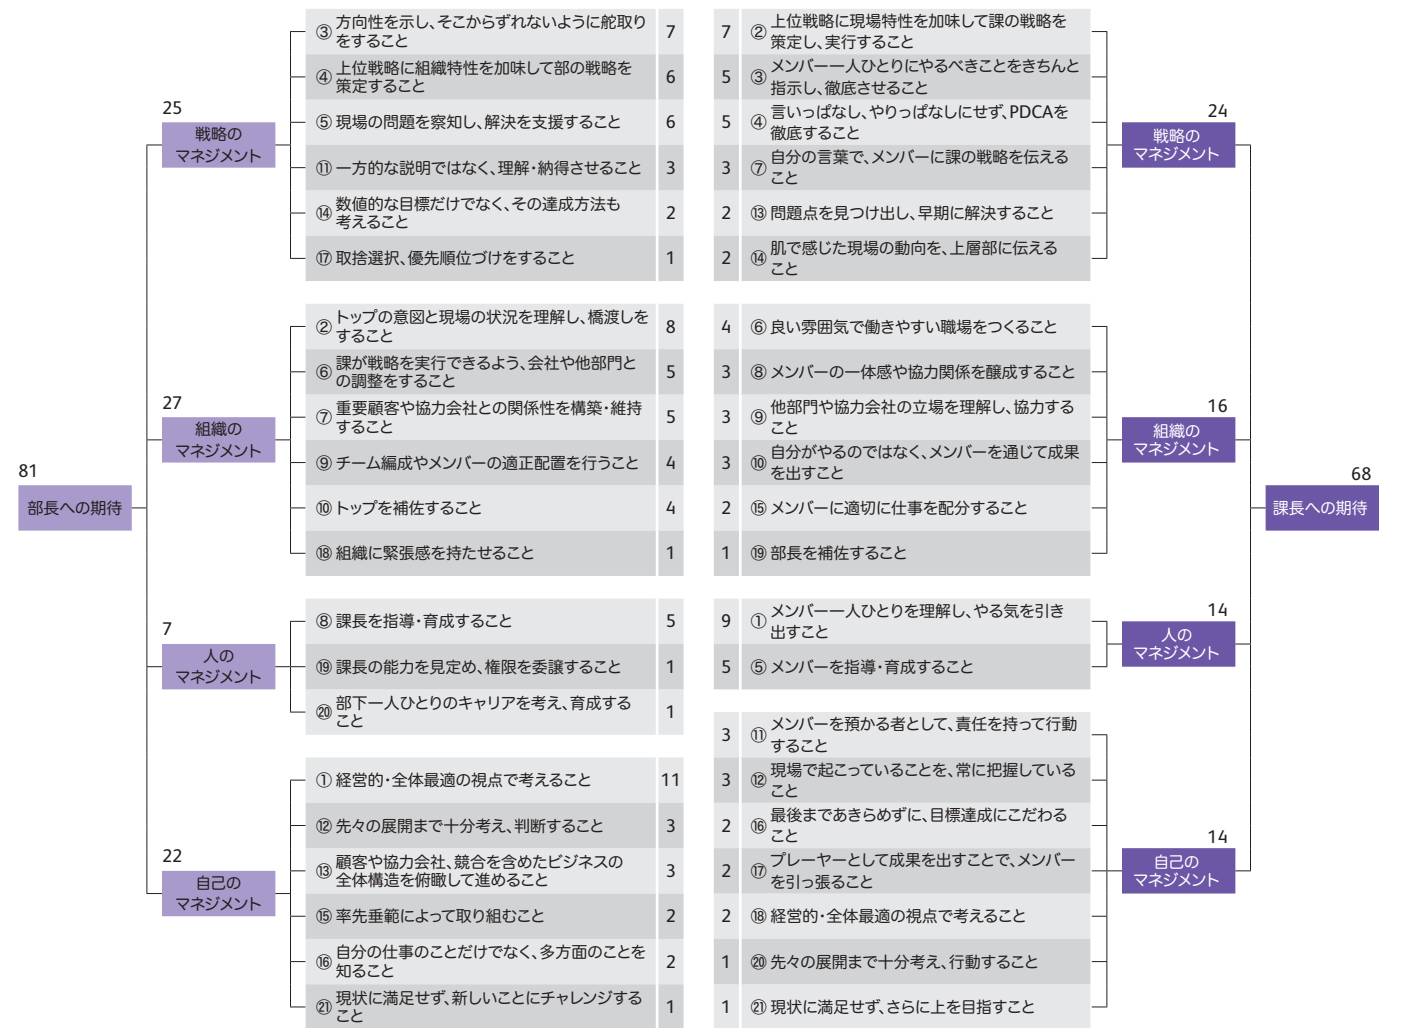 81
部長への期待
25
戦略の
マネジメント
③ 方向性を示し、そこからずれないように舵取り
をすること
7
④ 上位戦略に組織特性を加味して部の戦略を
策定すること
6
⑤ 現場の問題を察知し、解決を支援すること
6
⑪ 一方的な説明ではなく、理解・納得させること
3
⑭ 数値的な目標だけでなく、その達成方法も
考えること
2
⑰ 取捨選択、優先順位づけをすること
1
27
組織の
マネジメント
② トップの意図と現場の状況を理解し、橋渡しを
すること
8
⑥ 課が戦略を実行できるよう、会社や他部門と
の調整をすること
5
⑦ 重要顧客や協力会社との関係性を構築・維持
すること
5
⑨ チーム編成やメンバーの適正配置を行うこと
4
⑩ トップを補佐すること
4
⑱ 組織に緊張感を持たせること
1
7
人の
マネジメント
⑧ 課長を指導・育成すること
5
⑲ 課長の能力を見定め、権限を委譲すること
1
⑳ 部下一人ひとりのキャリアを考え、育成する
こと
1
22
自己の
マネジメント
① 経営的・全体最適の視点で考えること
11
⑫ 先々の展開まで十分考え、判断すること
3
⑬ 顧客や協力会社、競合を含めたビジネスの
全体構造を俯瞰して進めること
3
⑮ 率先垂範によって取り組むこと
2
⑯ 自分の仕事のことだけでなく、多方面のことを
知ること
2
㉑ 現状に満足せず、新しいことにチャレンジする
こと
1
7
② 上位戦略に現場特性を加味して課の戦略を
策定し、実行すること
5
③ メンバー一人ひとりにやるべきことをきちんと
指示し、徹底させること
5
④ 言いっぱなし、やりっぱなしにせず、PDCAを
徹底すること
3
⑦ 自分の言葉で、メンバーに課の戦略を伝える
こと
2
⑬ 問題点を見つけ出し、早期に解決すること
2
⑭ 肌で感じた現場の動向を、上層部に伝える
こと
24
戦略の
マネジメント
4
⑥ 良い雰囲気で働きやすい職場をつくること
3
⑧ メンバーの一体感や協力関係を醸成すること
3
⑨ 他部門や協力会社の立場を理解し、協力する
こと
3
⑩ 自分がやるのではなく、メンバーを通じて成果
を出すこと
2
⑮ メンバーに適切に仕事を配分すること
1
⑲ 部長を補佐すること
16
組織の
マネジメント
9
① メンバー一人ひとりを理解し、やる気を引き
出すこと
5
⑤ メンバーを指導・育成すること
14
人の
マネジメント
3
⑪ メンバーを預かる者として、責任を持って行動
すること
3
⑫ 現場で起こっていることを、常に把握している
こと
2
⑯ 最後まであきらめずに、目標達成にこだわる
こと
2
⑰ プレーヤーとして成果を出すことで、メンバー
を引っ張ること
2
⑱ 経営的・全体最適の視点で考えること
1
⑳ 先々の展開まで十分考え、行動すること
1
㉑ 現状に満足せず、さらに上を目指すこと
14
自己の
マネジメント
68
課長への期待